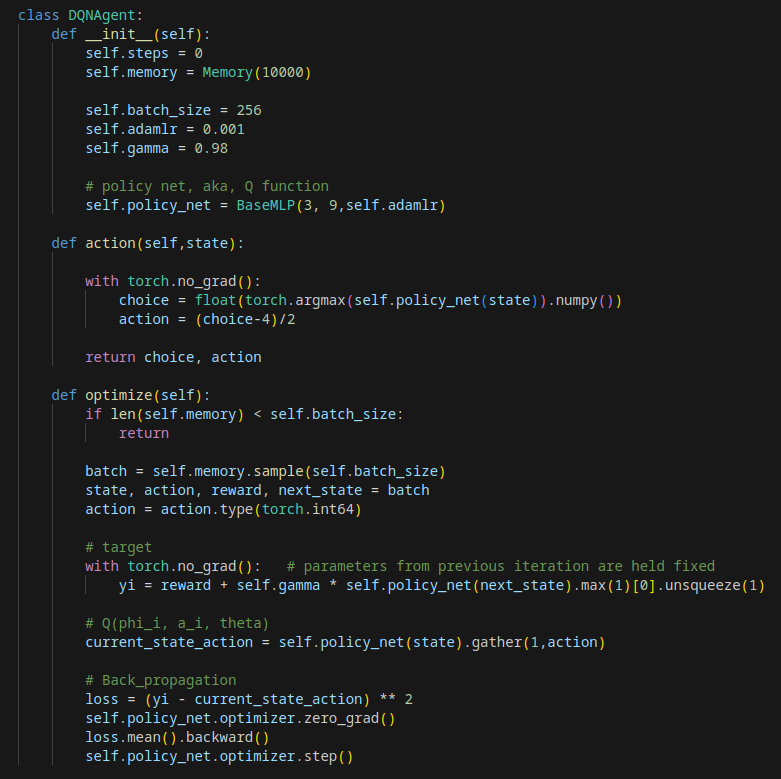 class DQNAgent:
    def __init__(self):
        self.steps = 0
        self.memory = Memory(10000)

        self.batch_size = 256
        self.adamlr = 0.001
        self.gamma = 0.98

        # policy net, aka, Q function
        self.policy_net = BaseMLP(3, 9,self.adamlr)

    def action(self,state):

        with torch.no_grad():
            choice = float(torch.argmax(self.policy_net(state)).numpy())
            action = (choice-4)/2

        return choice, action

    def optimize(self):
        if len(self.memory) < self.batch_size:
            return

        batch = self.memory.sample(self.batch_size)
        state, action, reward, next_state = batch
        action = action.type(torch.int64)

        # target
        with torch.no_grad():   # parameters from previous iteration are held fixed
            yi = reward + self.gamma * self.policy_net(next_state).max(1)[0].unsqueeze(1)

        # Q(phi_i, a_i, theta)
        current_state_action = self.policy_net(state).gather(1,action)

        # Back_propagation
        loss = (yi - current_state_action) ** 2
        self.policy_net.optimizer.zero_grad()
        loss.mean().backward()
        self.policy_net.optimizer.step()